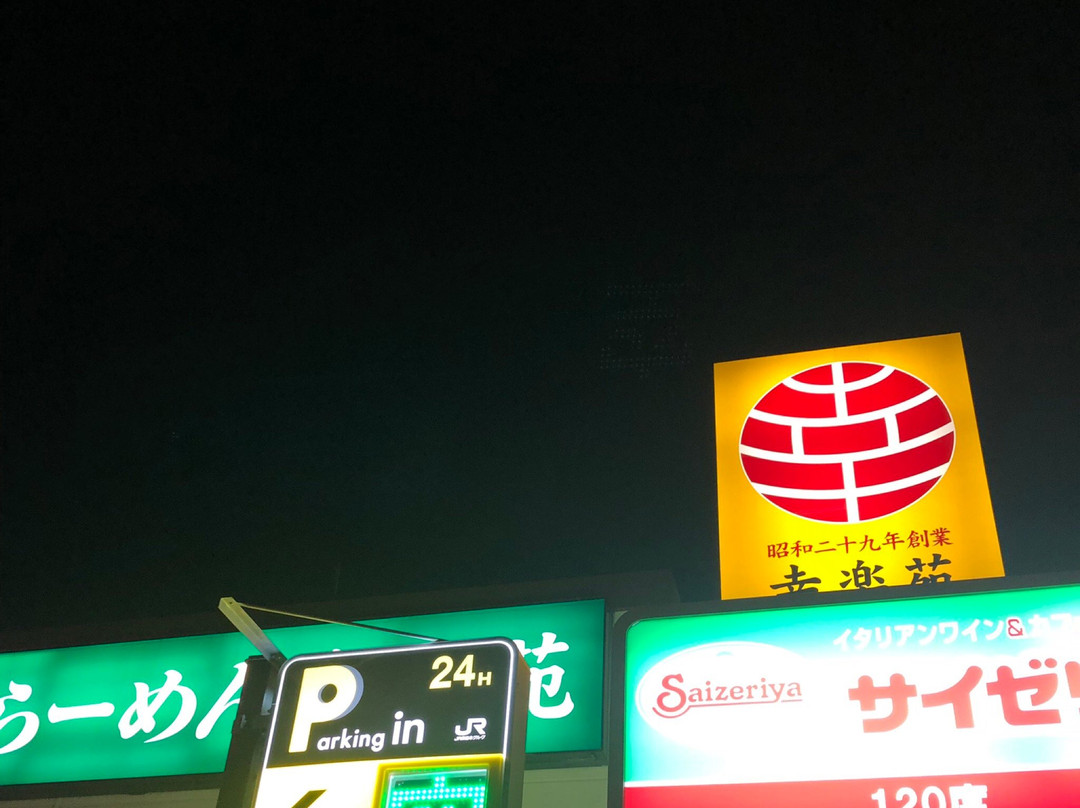 昭和二十九年創業
幸楽苑
らーめん
苑
24H
Parking in
JR
Saizeriya
イタリアンワイン&カフ
サイゼリ
120席